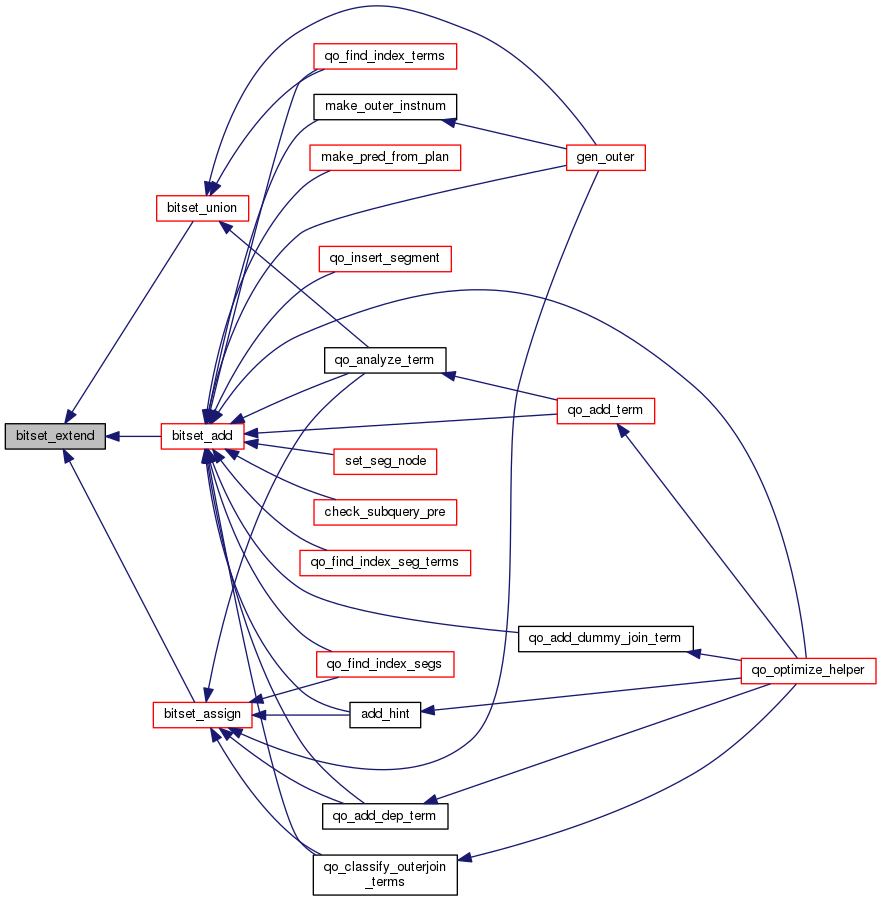 qo_find_index_terms
make_outer_instnum
make_pred_from_plan
gen_outer
bitset_union
qo_insert_segment
qo_analyze_term
qo_add_term
bitset_extend
bitset_add
set_seg_node
check_subquery_pre
qo_find_index_seg_terms
qo_add_dummy_join_term
qo_find_index_segs
qo_optimize_helper
bitset_assign
add_hint
qo_add_dep_term
qo_classify_outerjoin
_terms